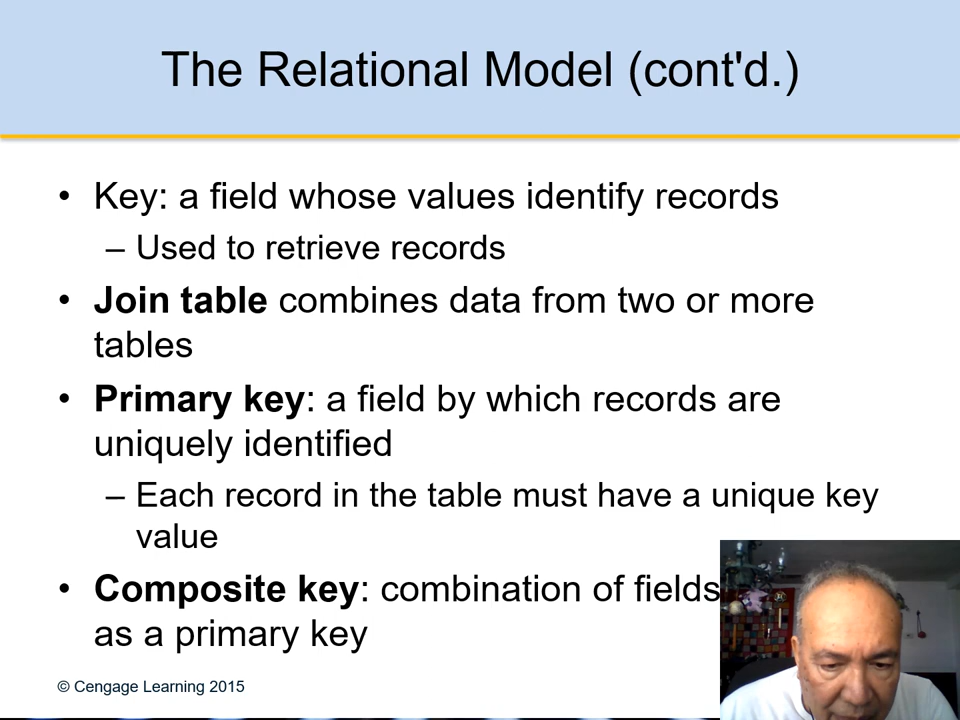 The Relational Model (cont'd.)
• Key: a field whose values identify records
– Used to retrieve records
• Join table combines data from two or more
tables
• Primary key: a field by which records are
uniquely identified
– Each record in the table must have a unique key
value
• Composite key: combination of fields
as a primary key
© Cengage Learning 2015